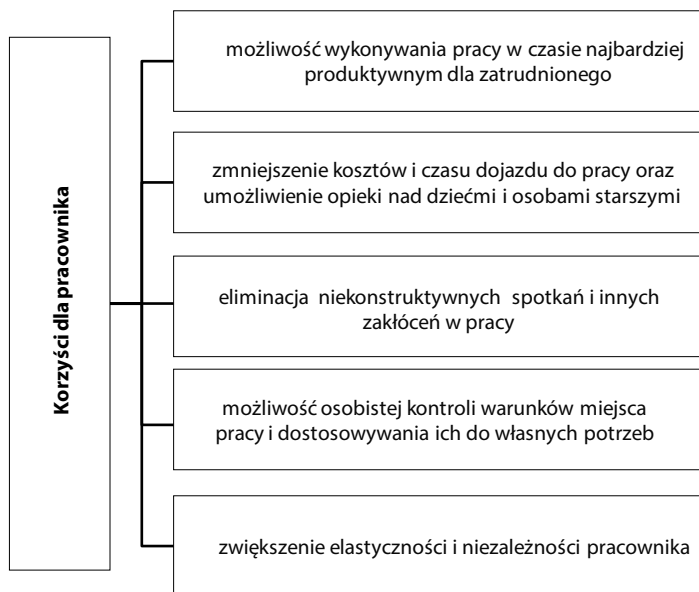 Korzyści dla pracownika
możliwość wykonywania pracy w czasie najbardziej
produktywnym dla zatrudnionego
zmniejszenie kosztów i czasu dojazdu do pracy oraz
umożliwienie opieki nad dziećmi i osobami starszymi
eliminacja niekonstruktywnych spotkań i innych
zakłóceń w pracy
możliwość osobistej kontroli warunków miejsca
pracy i dostosowywania ich do własnych potrzeb
zwiększenie elastyczności i niezależności pracownika